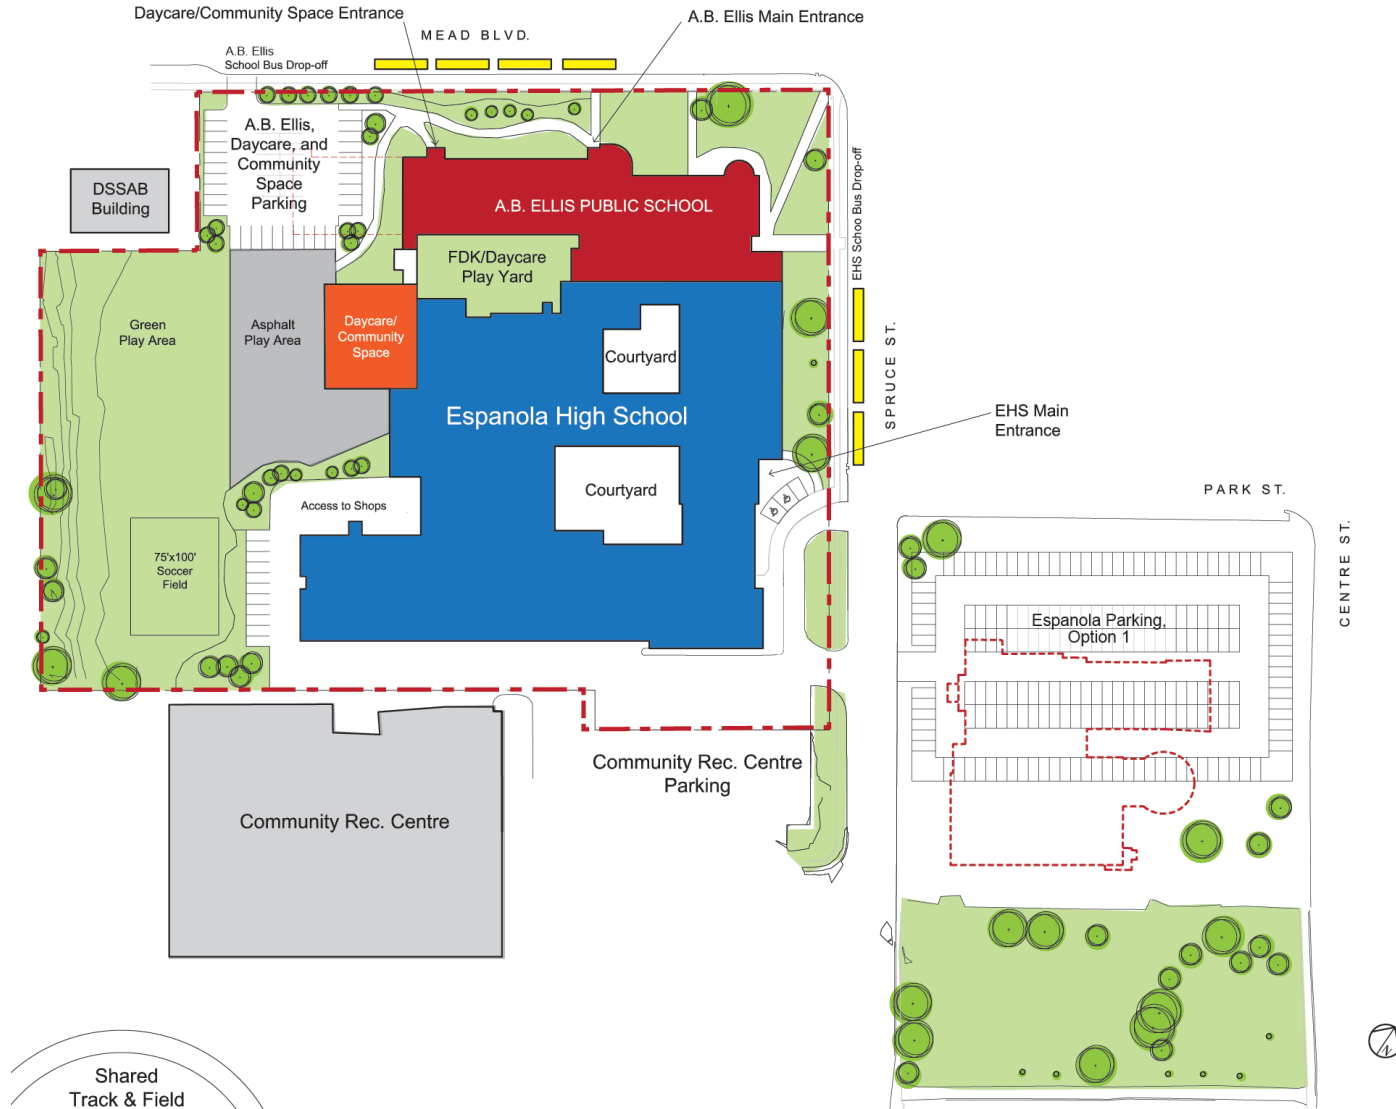 Daycare/Community Space Entrance
A.B. Ellis Main Entrance
MEAD BLVD.
A.B. Ellis
School Bus Drop-off
A.B. Ellis,
Daycare, and
Community
Space
Parking
DSSAB
Building
A.B. ELLIS PUBLIC SCHOOL
EHS Schoo Bus Drop-off
FDK/Daycare
Play Yard
Green
Play Area
Asphalt
Play Area
Daycare/
Community
Space
Courtyard
SPRUCE ST.
Espanola High School
EHS Main
Entrance
Courtyard
Access to Shops
PARK ST.
CENTRE ST.
75'x100'
Soccer
Field
Espanola Parking,
Option 1
Community Rec. Centre
Parking
Community Rec. Centre
Shared
Track & Field
N